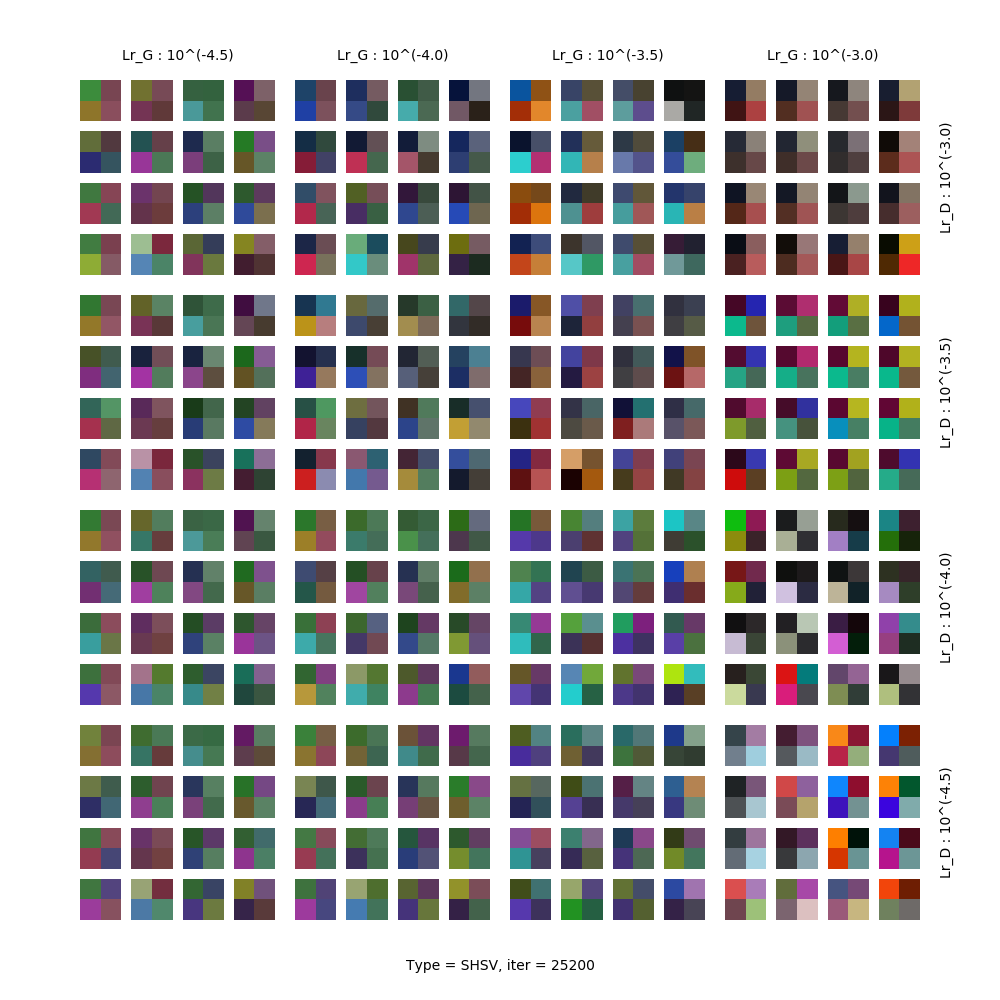 Lr_G : 10^(-4.5)
Lr_G : 10^(-4.0)
Lr_G : 10^(-3.5)
Lr_G : 10^(-3.0)
Lr_D : 10^(-3.0)
Lr_D : 10^(-3.5)
Lr_D : 10^(-4.0)
Lr_D : 10^(-4.5)
Type = SHSV, iter = 25200